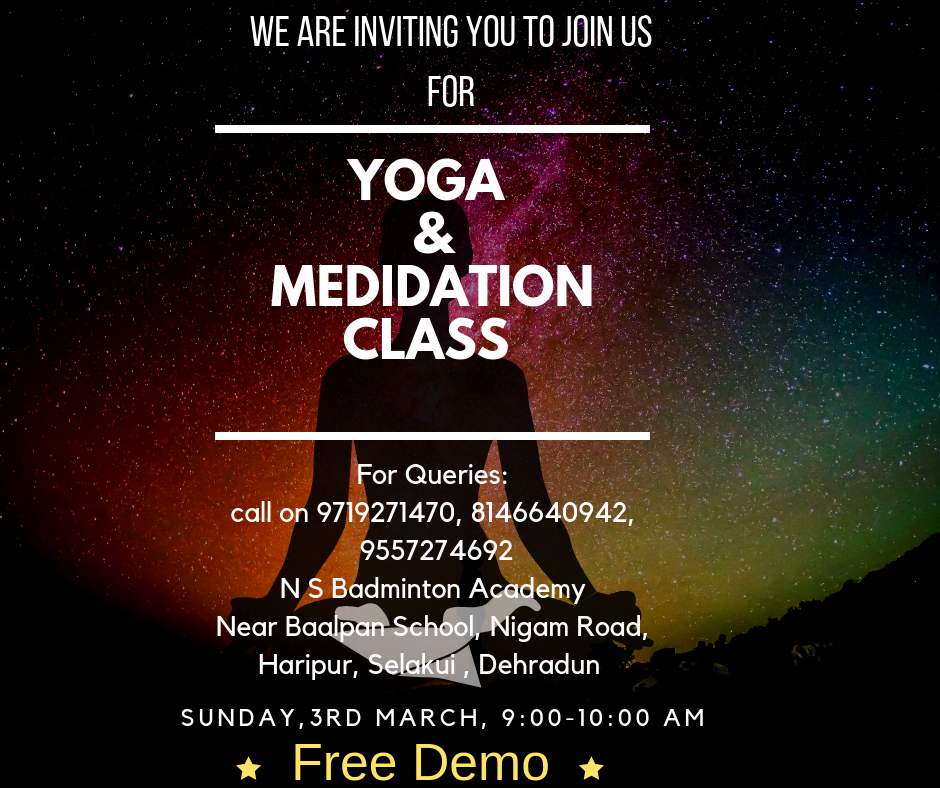 WE ARE INVITING YOU TO JOIN US
FOR
YOGA
&
MEDIDATION
CLASS
For Queries:
call on 9719271470, 8146640942,
9557274692
N S Badminton Academy
Near Baalpan School, Nigam Road,
Haripur, Selakui , Dehradun
SUNDAY,3RD MARCH, 9:00-10:00 AM
Free Demo